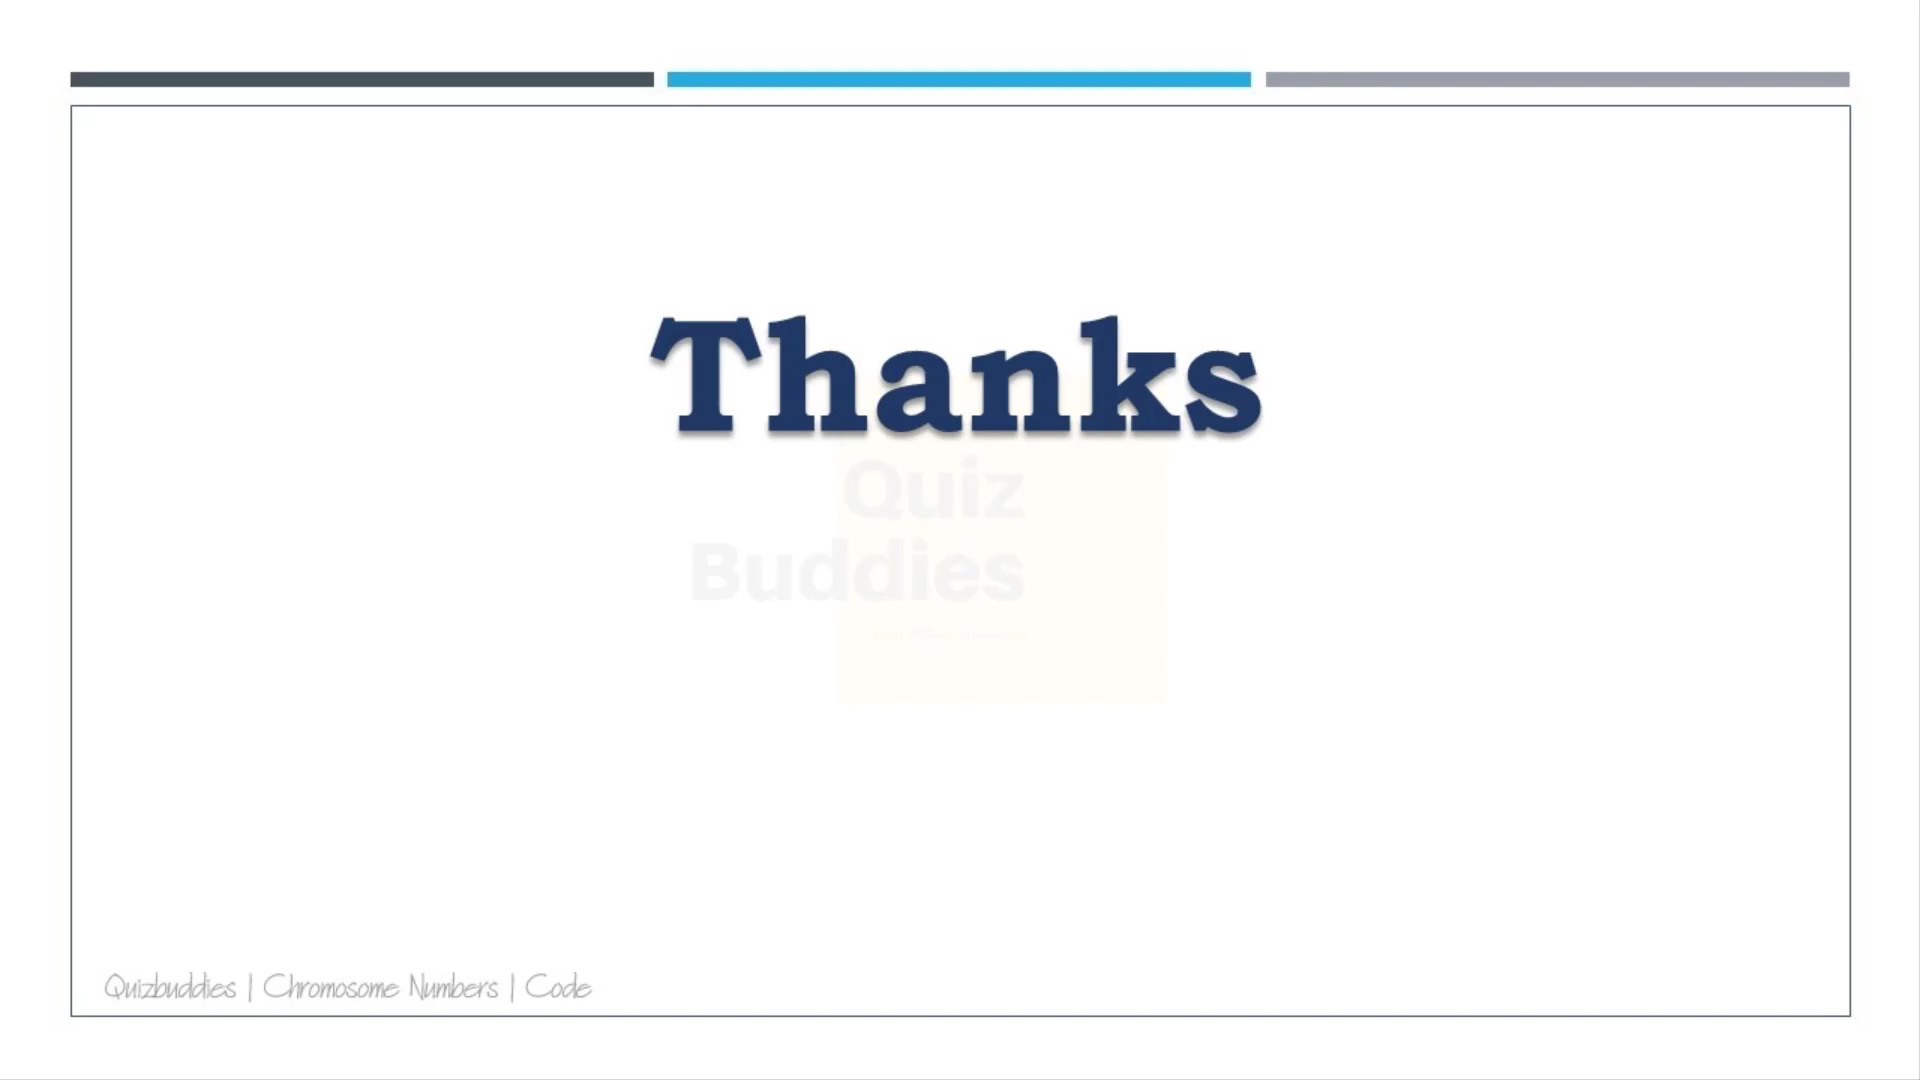 Thanks
Quiz
Buddies
Quizbuddies | Chromosome Numbers | Code